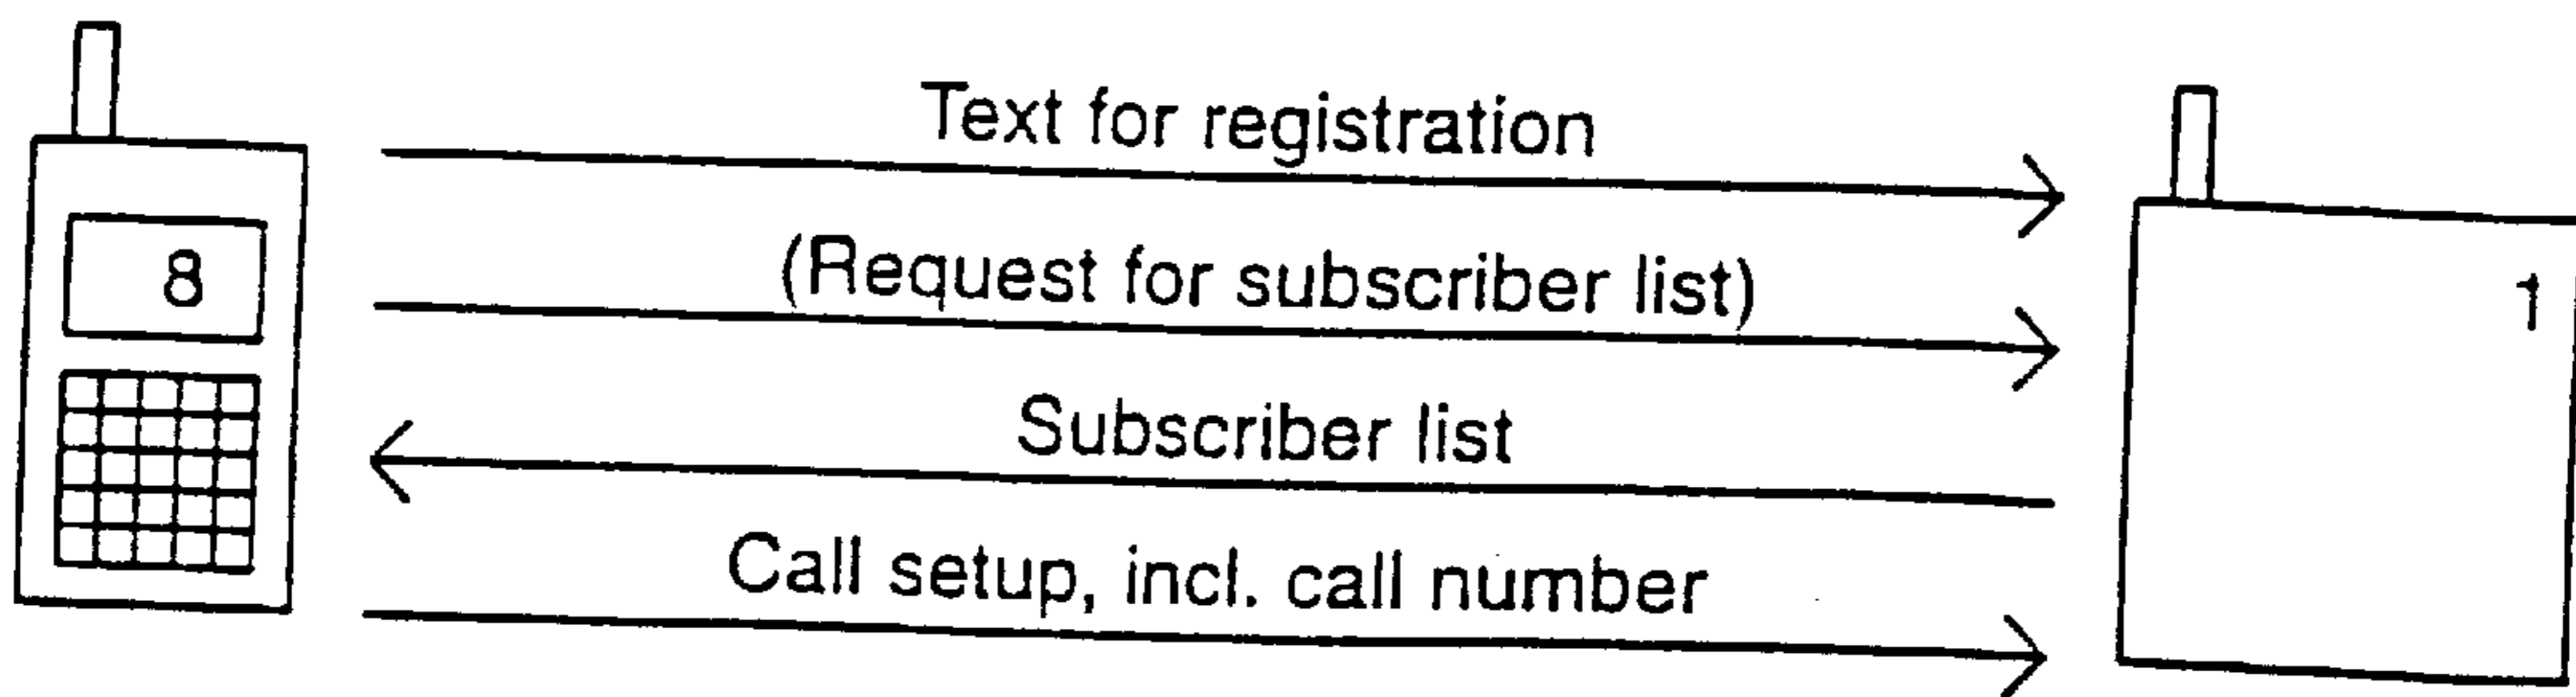 Text for registration
8
(Request for subscriber list)
1
Subscriber list
Call setup, incl. call number